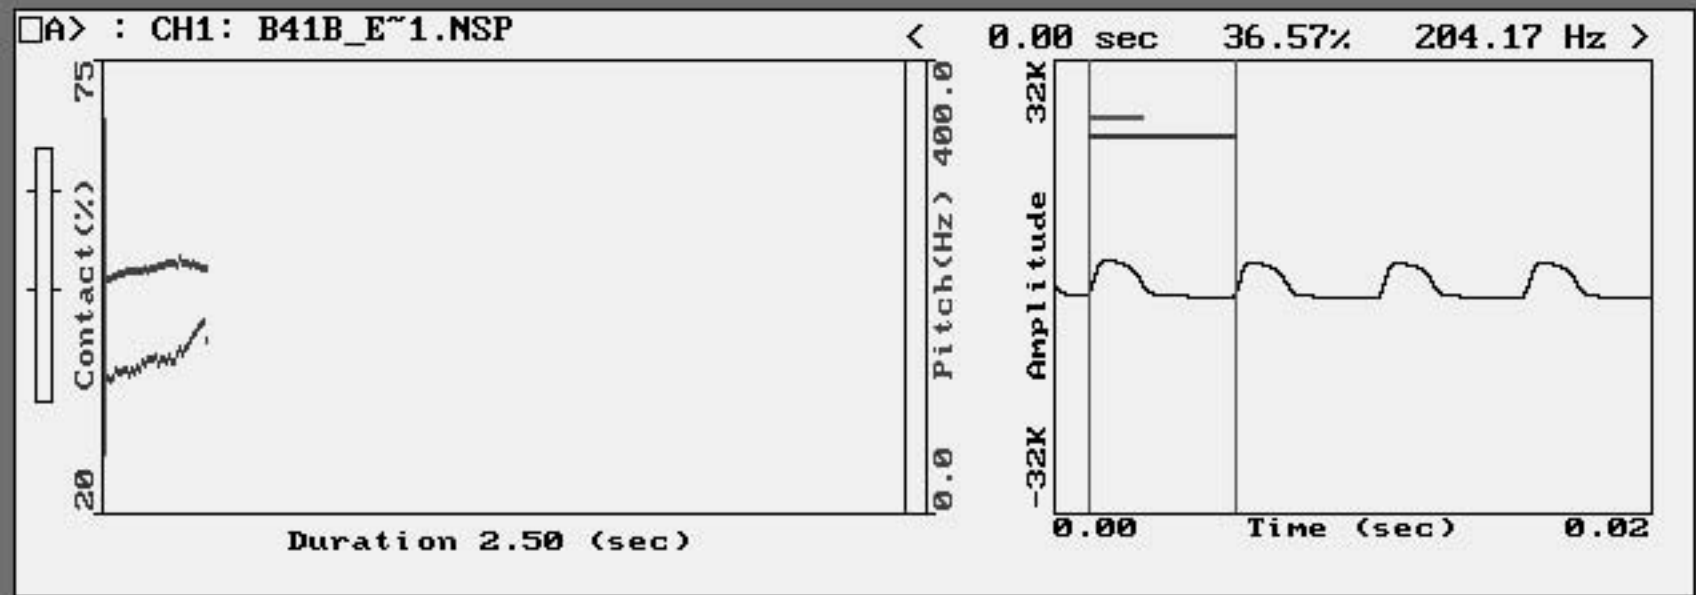 □A> : CH1: B41B_E~1.NSP
< 0.00 sec 36.57% 204.17 Hz >
75
Contact(%)
20
Duration 2.50 (sec)
400.0
Pitch(Hz)
0.0
32K
Amplitude
-32K
0.00 Time (sec) 0.02